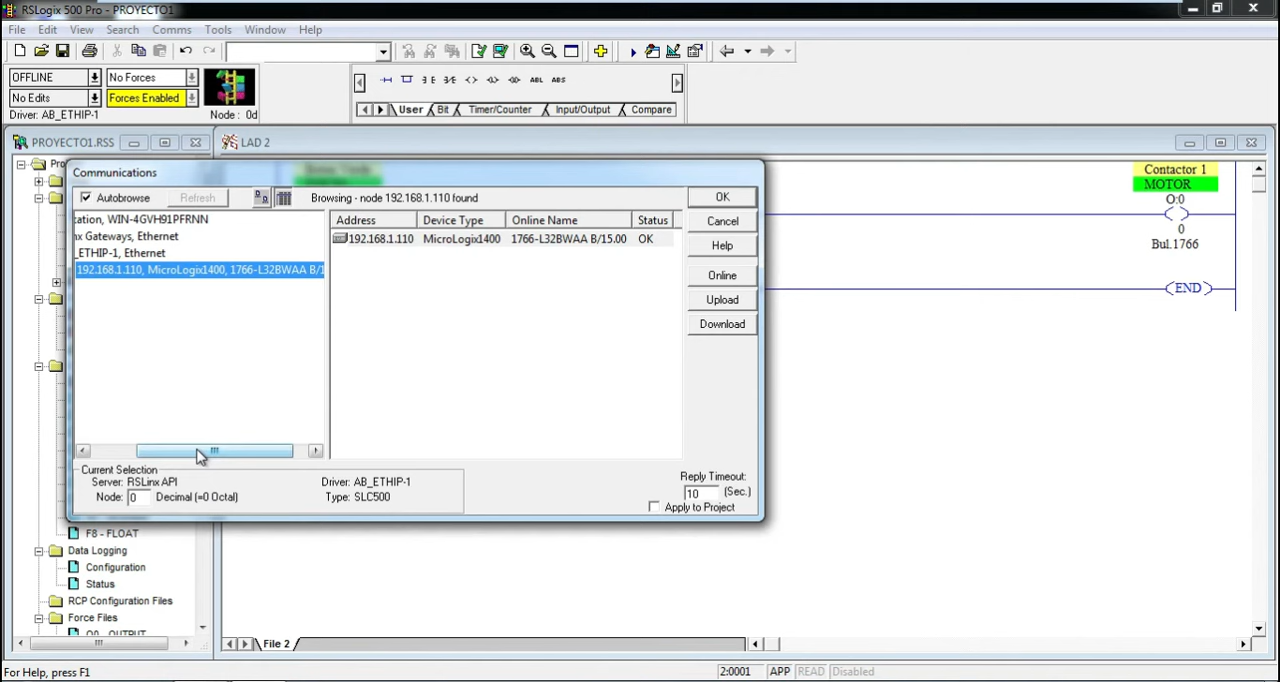 RSLogix 500 Pro - PROYECTO1
File Edit View Search Comms Tools Window Help
OFFLINE No Forces
No Edits Forces Enabled
Driver: AB_ETHIP-1 Node : 0d
ABL ABS
User Bit Timer/Counter Input/Output Compare
PROYECTO1.RSS
LAD 2
Pro
Communications
Autobrowse Refresh Browsing - node 192.168.1.110 found
ation, WIN-4GVH91PFRNN
nx Gateways, Ethernet
_ETHIP-1, Ethernet
192.168.1.110, MicroLogix1400, 1766-L32BWAA B/1
Address Device Type Online Name Status
192.168.1.110 MicroLogix1400 1766-L32BWAA B/15.00 OK
OK
Cancel
Help
Online
Upload
Download
Current Selection
Server: RSLinx API Driver: AB_ETHIP-1
Node: 0 Decimal (=0 Octal) Type: SLC500
Reply Timeout:
10 (Sec.)
Apply to Project
Contactor 1
MOTOR
O:0
0
Bul.1766
END
F8 - FLOAT
Data Logging
Configuration
Status
RCP Configuration Files
Force Files
O0 - OUTPUT
File 2
For Help, press F1 2:0001 APP READ Disabled